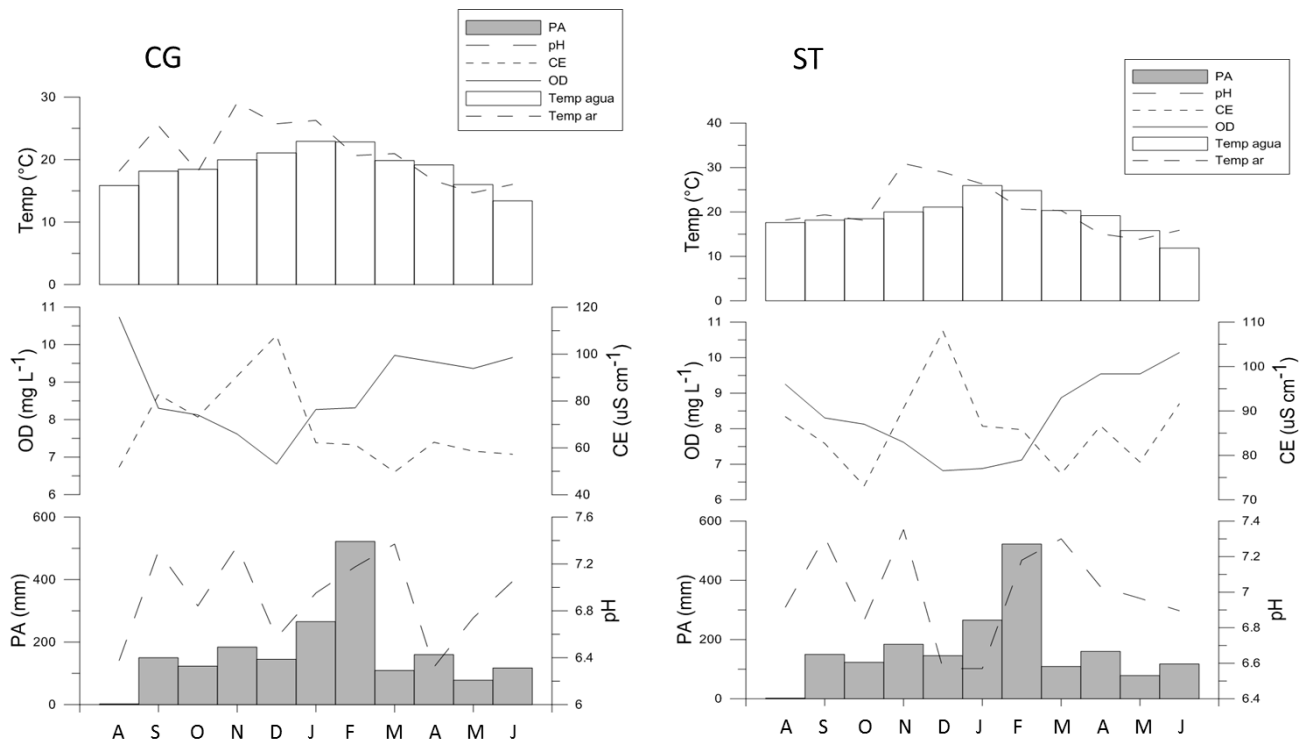 CG
PA
pH
CE
OD
Temp agua
Temp ar
Temp (°C)
30
20
10
0
OD (mg L⁻¹)
11
10
9
8
7
6
CE (uS cm⁻¹)
120
100
80
60
40
PA (mm)
600
400
200
0
pH
7.6
7.2
6.8
6.4
6
A S O N D J F M A M J
ST
PA
pH
CE
OD
Temp agua
Temp ar
Temp (°C)
40
30
20
10
0
OD (mg L⁻¹)
11
10
9
8
7
6
CE (uS cm⁻¹)
110
100
90
80
70
PA (mm)
600
400
200
0
pH
7.4
7.2
7
6.8
6.6
6.4
A S O N D J F M A M J